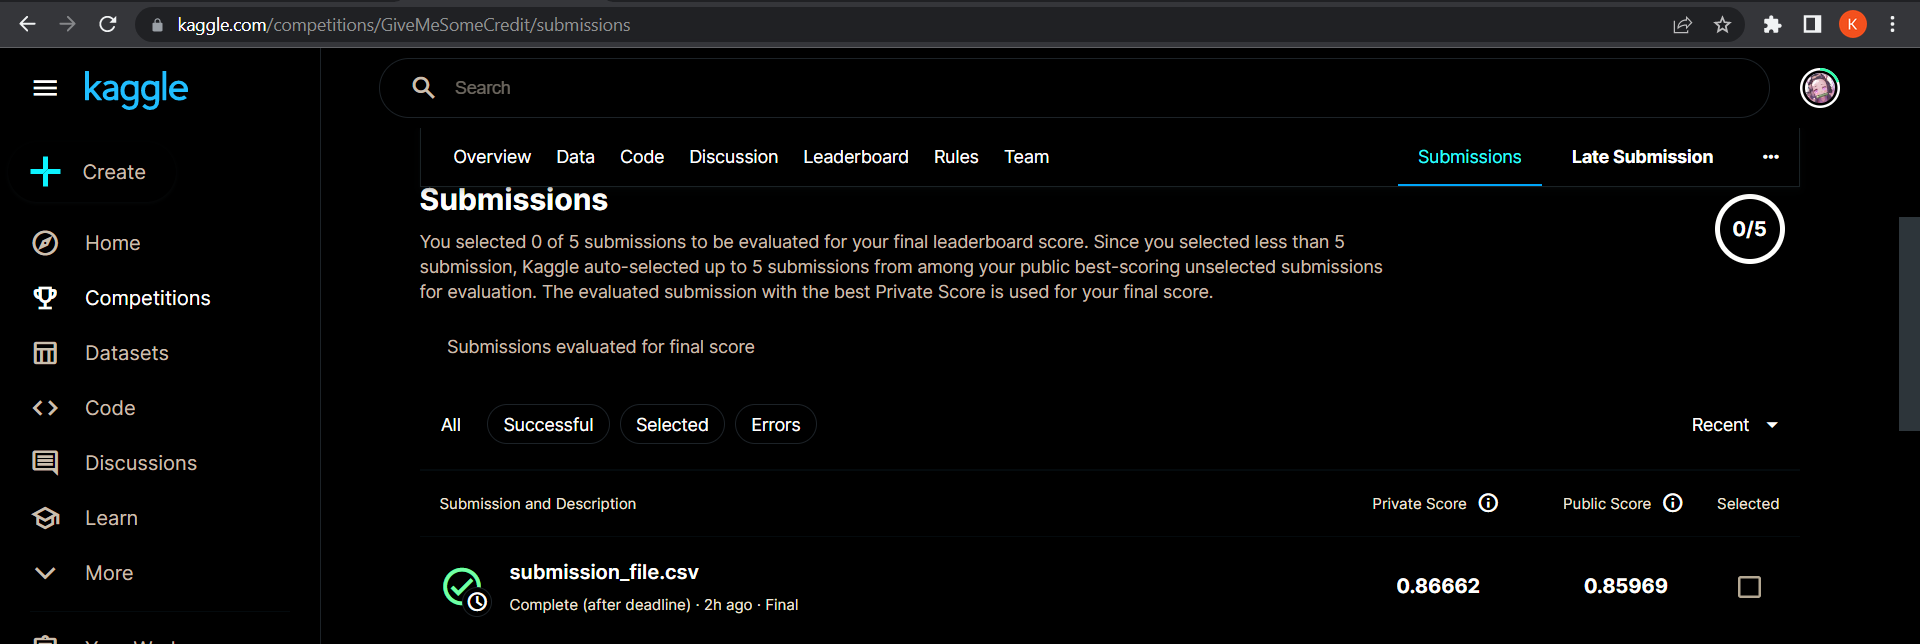 kaggle.com/competitions/GiveMeSomeCredit/submissions
K
kaggle
Search
Overview Data Code Discussion Leaderboard Rules Team Submissions Late Submission ...
Create
Home
Competitions
Datasets
Code
Discussions
Learn
More
Submissions
You selected 0 of 5 submissions to be evaluated for your final leaderboard score. Since you selected less than 5
submission, Kaggle auto-selected up to 5 submissions from among your public best-scoring unselected submissions
for evaluation. The evaluated submission with the best Private Score is used for your final score.
0/5
Submissions evaluated for final score
All Successful Selected Errors Recent
Submission and Description Private Score Public Score Selected
submission_file.csv
Complete (after deadline) · 2h ago · Final
0.86662 0.85969